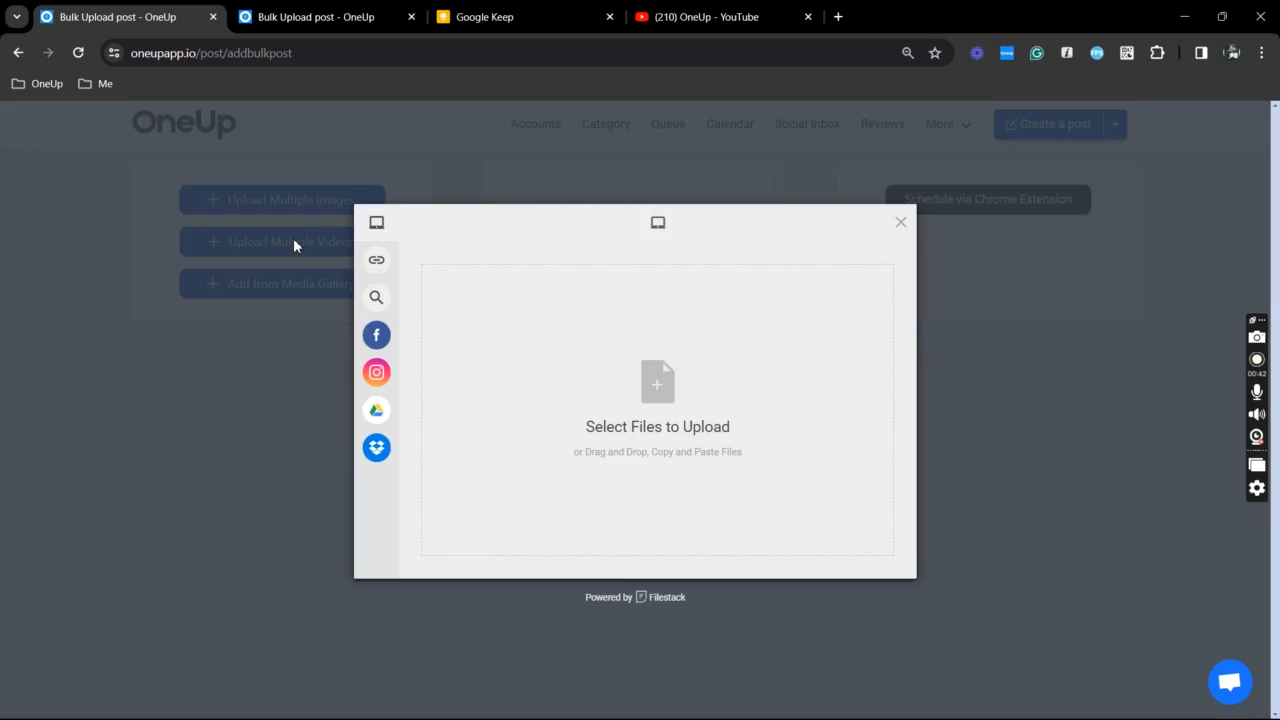 Bulk Upload post - OneUp
Bulk Upload post - OneUp
Google Keep
(210) OneUp - YouTube
oneupapp.io/post/addbulkpost
OneUp
Me
OneUp
Accounts
Category
Queue
Calendar
Social Inbox
Reviews
More
Create a post
Upload Multiple Images
Upload Multiple Videos
Add from Media Gallery
Schedule via Chrome Extension
Select Files to Upload
or Drag and Drop, Copy and Paste Files
Powered by Filestack
00:42